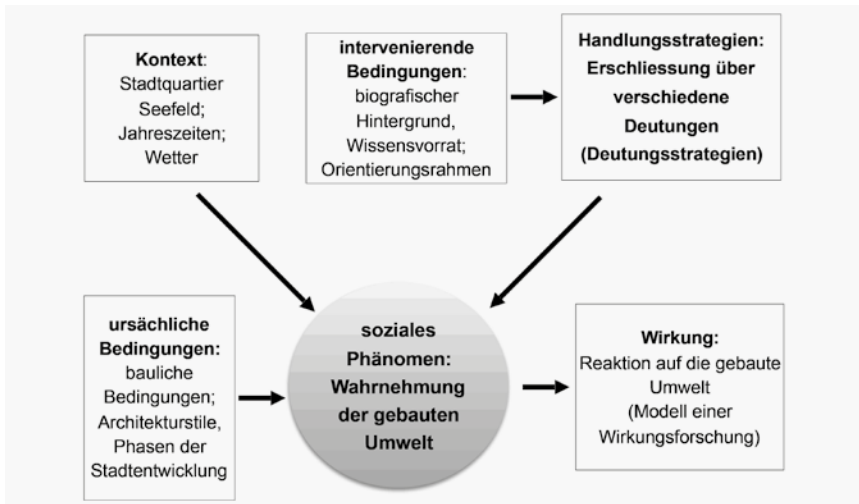 Kontext:
Stadtquartier
Seefeld;
Jahreszeiten;
Wetter
intervenierende
Bedingungen:
biografischer
Hintergrund,
Wissensvorrat;
Orientierungsrahmen
Handlungsstrategien:
Erschliessung über
verschiedene
Deutungen
(Deutungsstrategien)
ursächliche
Bedingungen:
bauliche
Bedingungen;
Architekturstile,
Phasen der
Stadtentwicklung
soziales
Phänomen:
Wahrnehmung
der gebauten
Umwelt
Wirkung:
Reaktion auf die gebaute
Umwelt
(Modell einer
Wirkungsforschung)